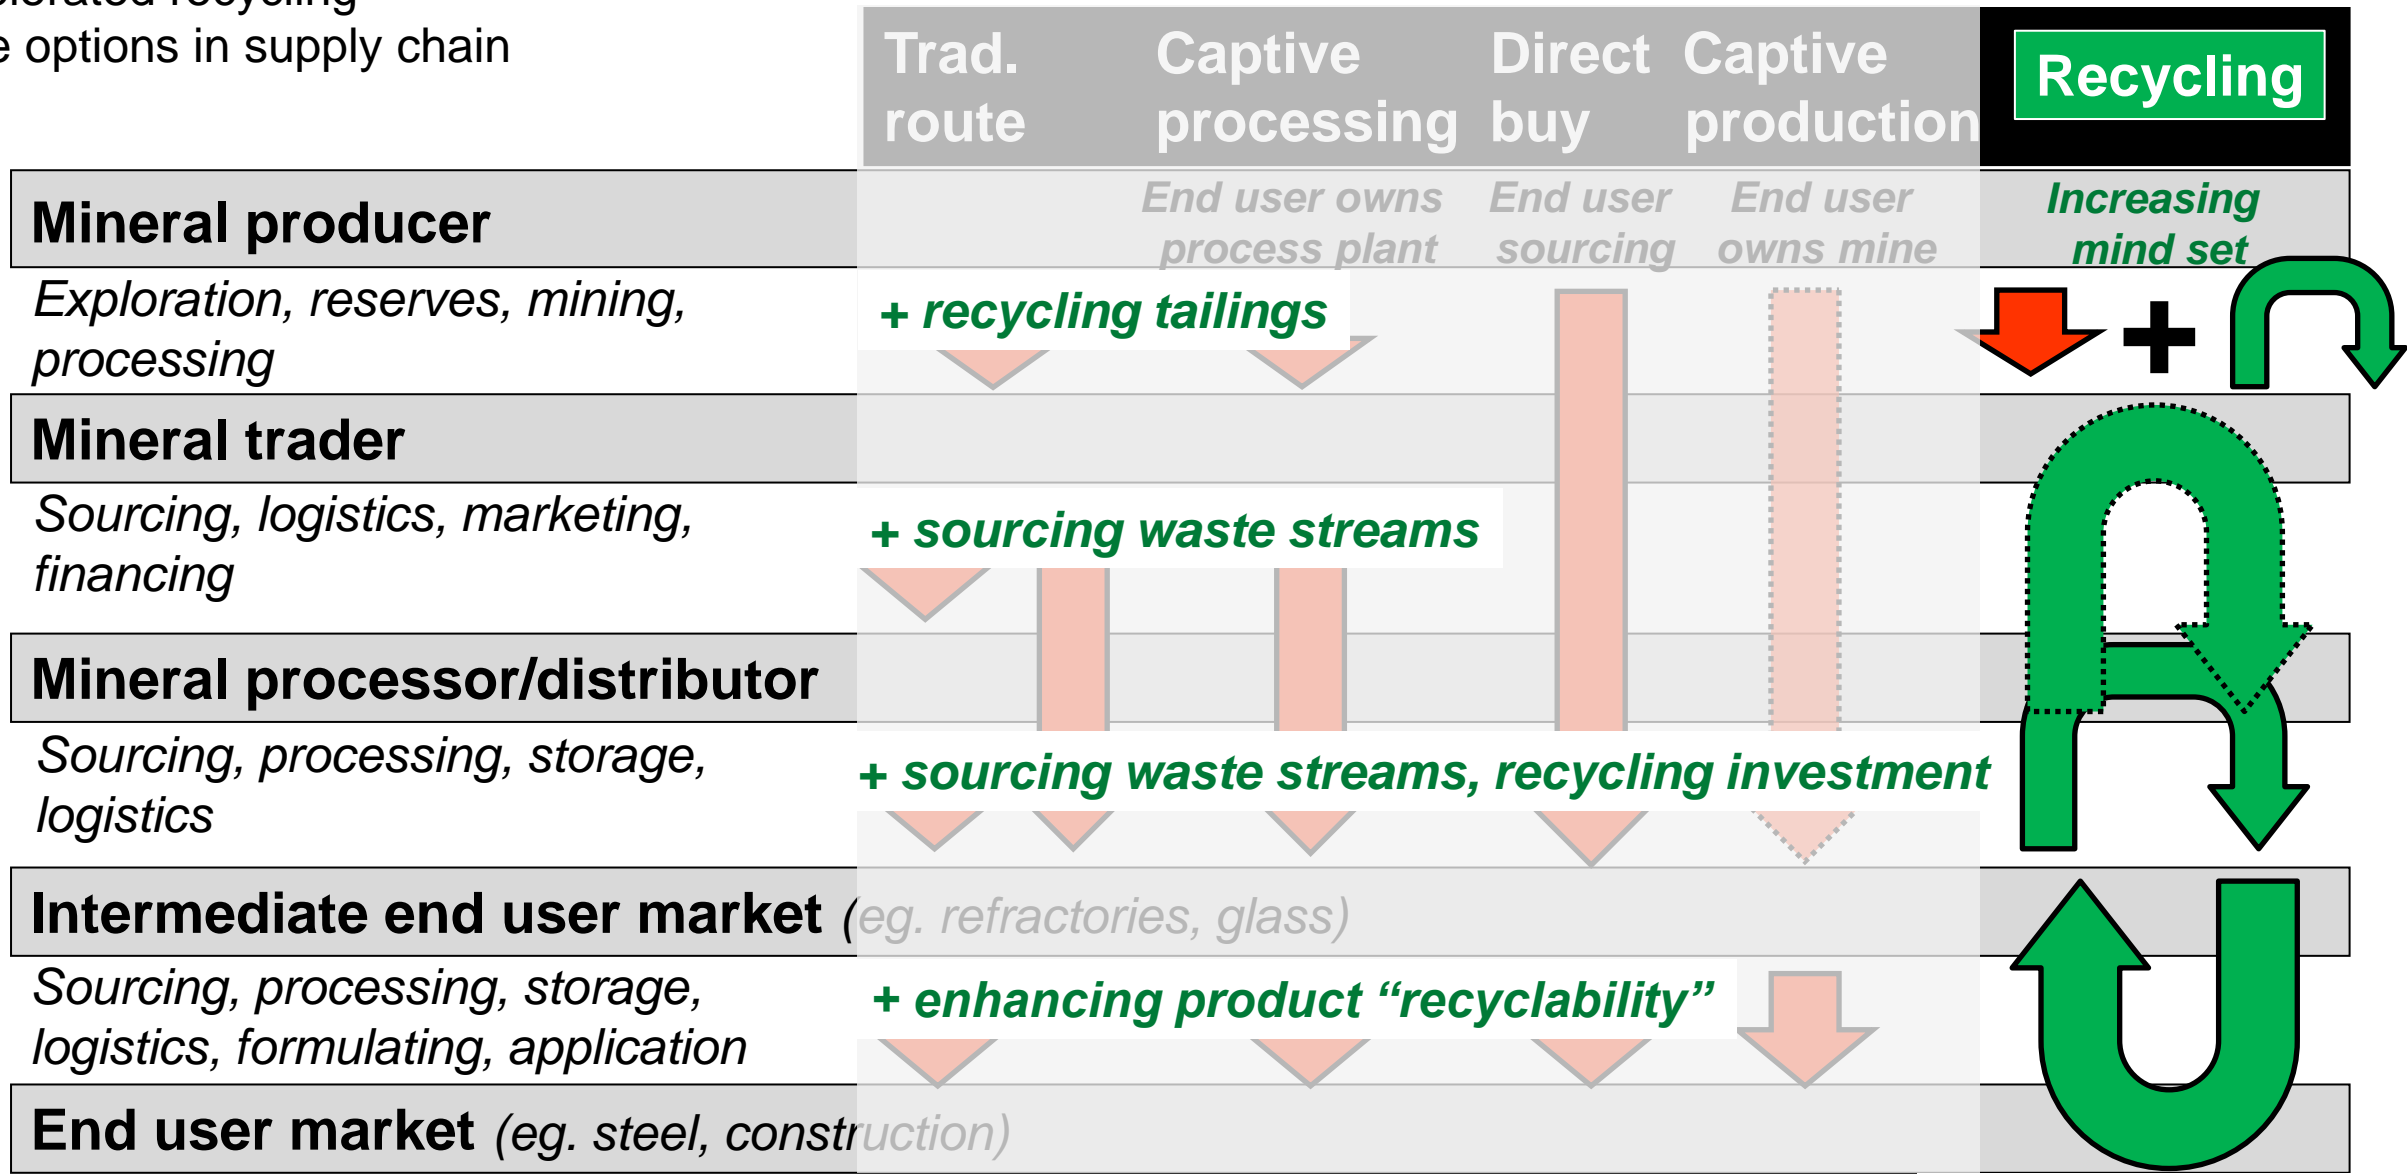 options in supply chain
Trad. route
Captive processing
Direct buy
Captive production
Recycling
Mineral producer
End user owns process plant
End user sourcing
End user owns mine
Increasing mind set
Exploration, reserves, mining,
processing
+ recycling tailings
+
Mineral trader
Sourcing, logistics, marketing,
financing
+ sourcing waste streams
Mineral processor/distributor
Sourcing, processing, storage,
logistics
+ sourcing waste streams, recycling investment
Intermediate end user market (eg. refractories, glass)
Sourcing, processing, storage,
logistics, formulating, application
+ enhancing product “recyclability”
End user market (eg. steel, construction)